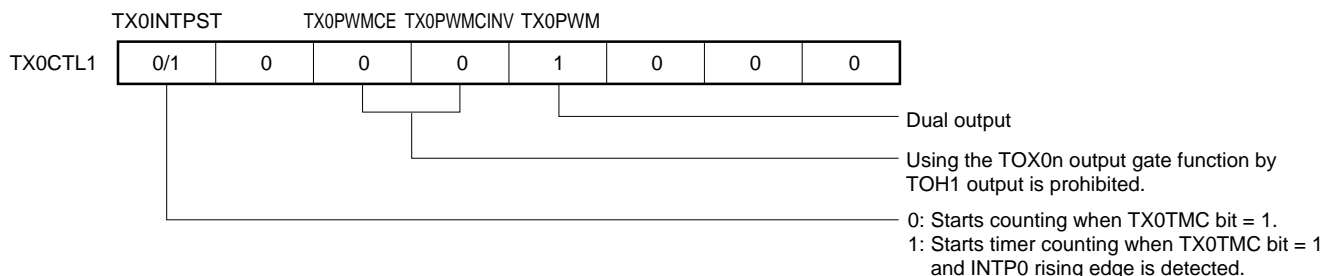 TX0INTPST TX0PWMCE TX0PWMCINV TX0PWM
TX0CTL1 0/1 0 0 0 1 0 0 0
Dual output
Using the TOX0n output gate function by
TOH1 output is prohibited.
0: Starts counting when TX0TMC bit = 1.
1: Starts timer counting when TX0TMC bit = 1
and INTP0 rising edge is detected.